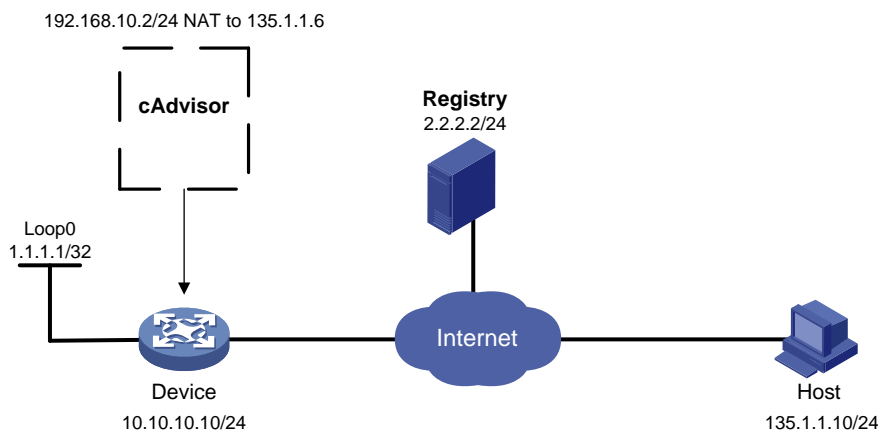 192.168.10.2/24 NAT to 135.1.1.6
cAdvisor
Registry
2.2.2.2/24
Loop0
1.1.1.1/32
Internet
Device
10.10.10.10/24
Host
135.1.1.10/24